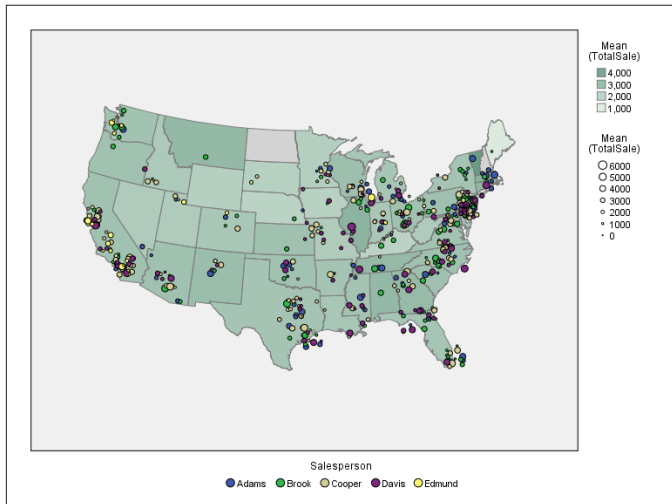 Mean
(TotalSale)
4,000
3,000
2,000
1,000
Mean
(TotalSale)
6000
5000
4000
3000
2000
1000
0
Salesperson
Adams Brook Cooper Davis Edmund